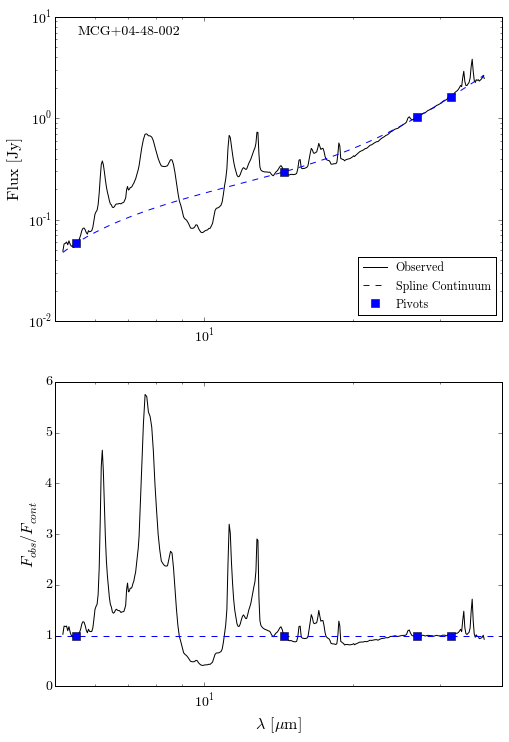 MCG+04-48-002
10^1
10^0
10^-1
10^-2
Flux [Jy]
Observed
Spline Continuum
Pivots
10^1
6
5
4
3
2
1
0
F_obs/F_cont
10^1
λ [μm]